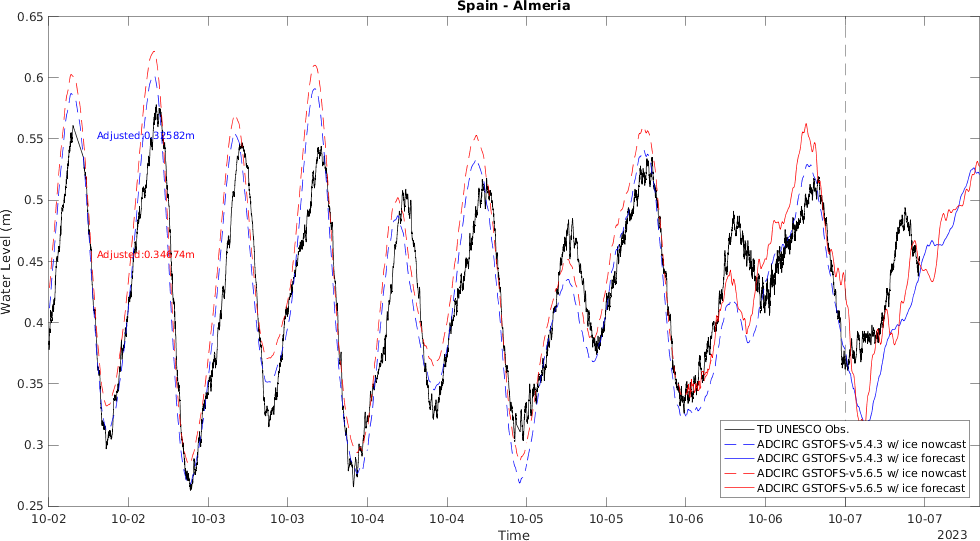 Spain - Almeria
0.65
0.6
0.55
0.5
0.45
0.4
0.35
0.3
0.25
Water Level (m)
Adjusted:0.32582m
Adjusted:0.34674m
TD UNESCO Obs.
ADCIRC GSTOFS-v5.4.3 w/ ice nowcast
ADCIRC GSTOFS-v5.4.3 w/ ice forecast
ADCIRC GSTOFS-v5.6.5 w/ ice nowcast
ADCIRC GSTOFS-v5.6.5 w/ ice forecast
10-02 10-02 10-03 10-03 10-04 10-04 10-05 10-05 10-06 10-06 10-07 10-07
Time
2023